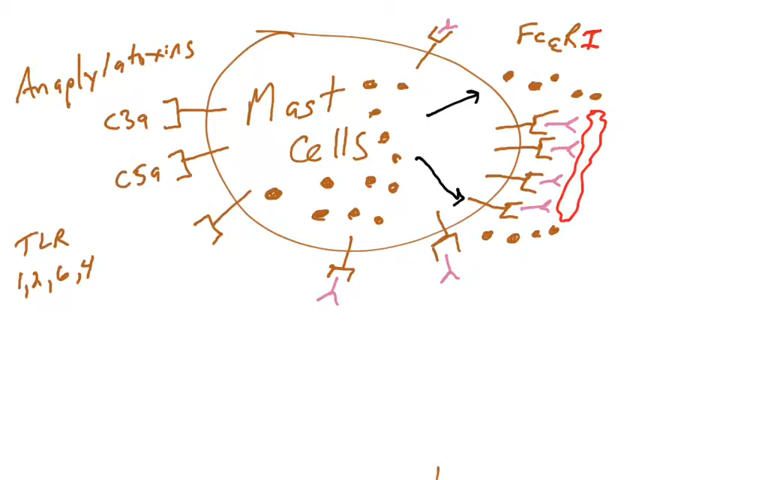 Anaphylatoxins
FcεRI
C3a
Mast
Cells
C5a
TLR
1,2,6,4